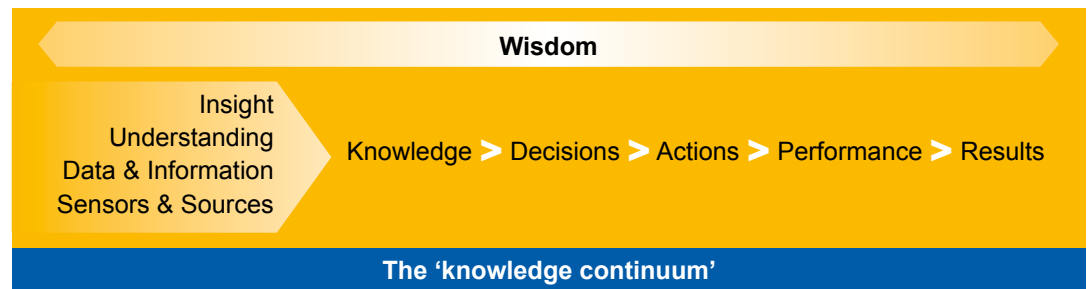 Wisdom
Insight
Understanding
Data & Information
Sensors & Sources
Knowledge > Decisions > Actions > Performance > Results
The ‘knowledge continuum’